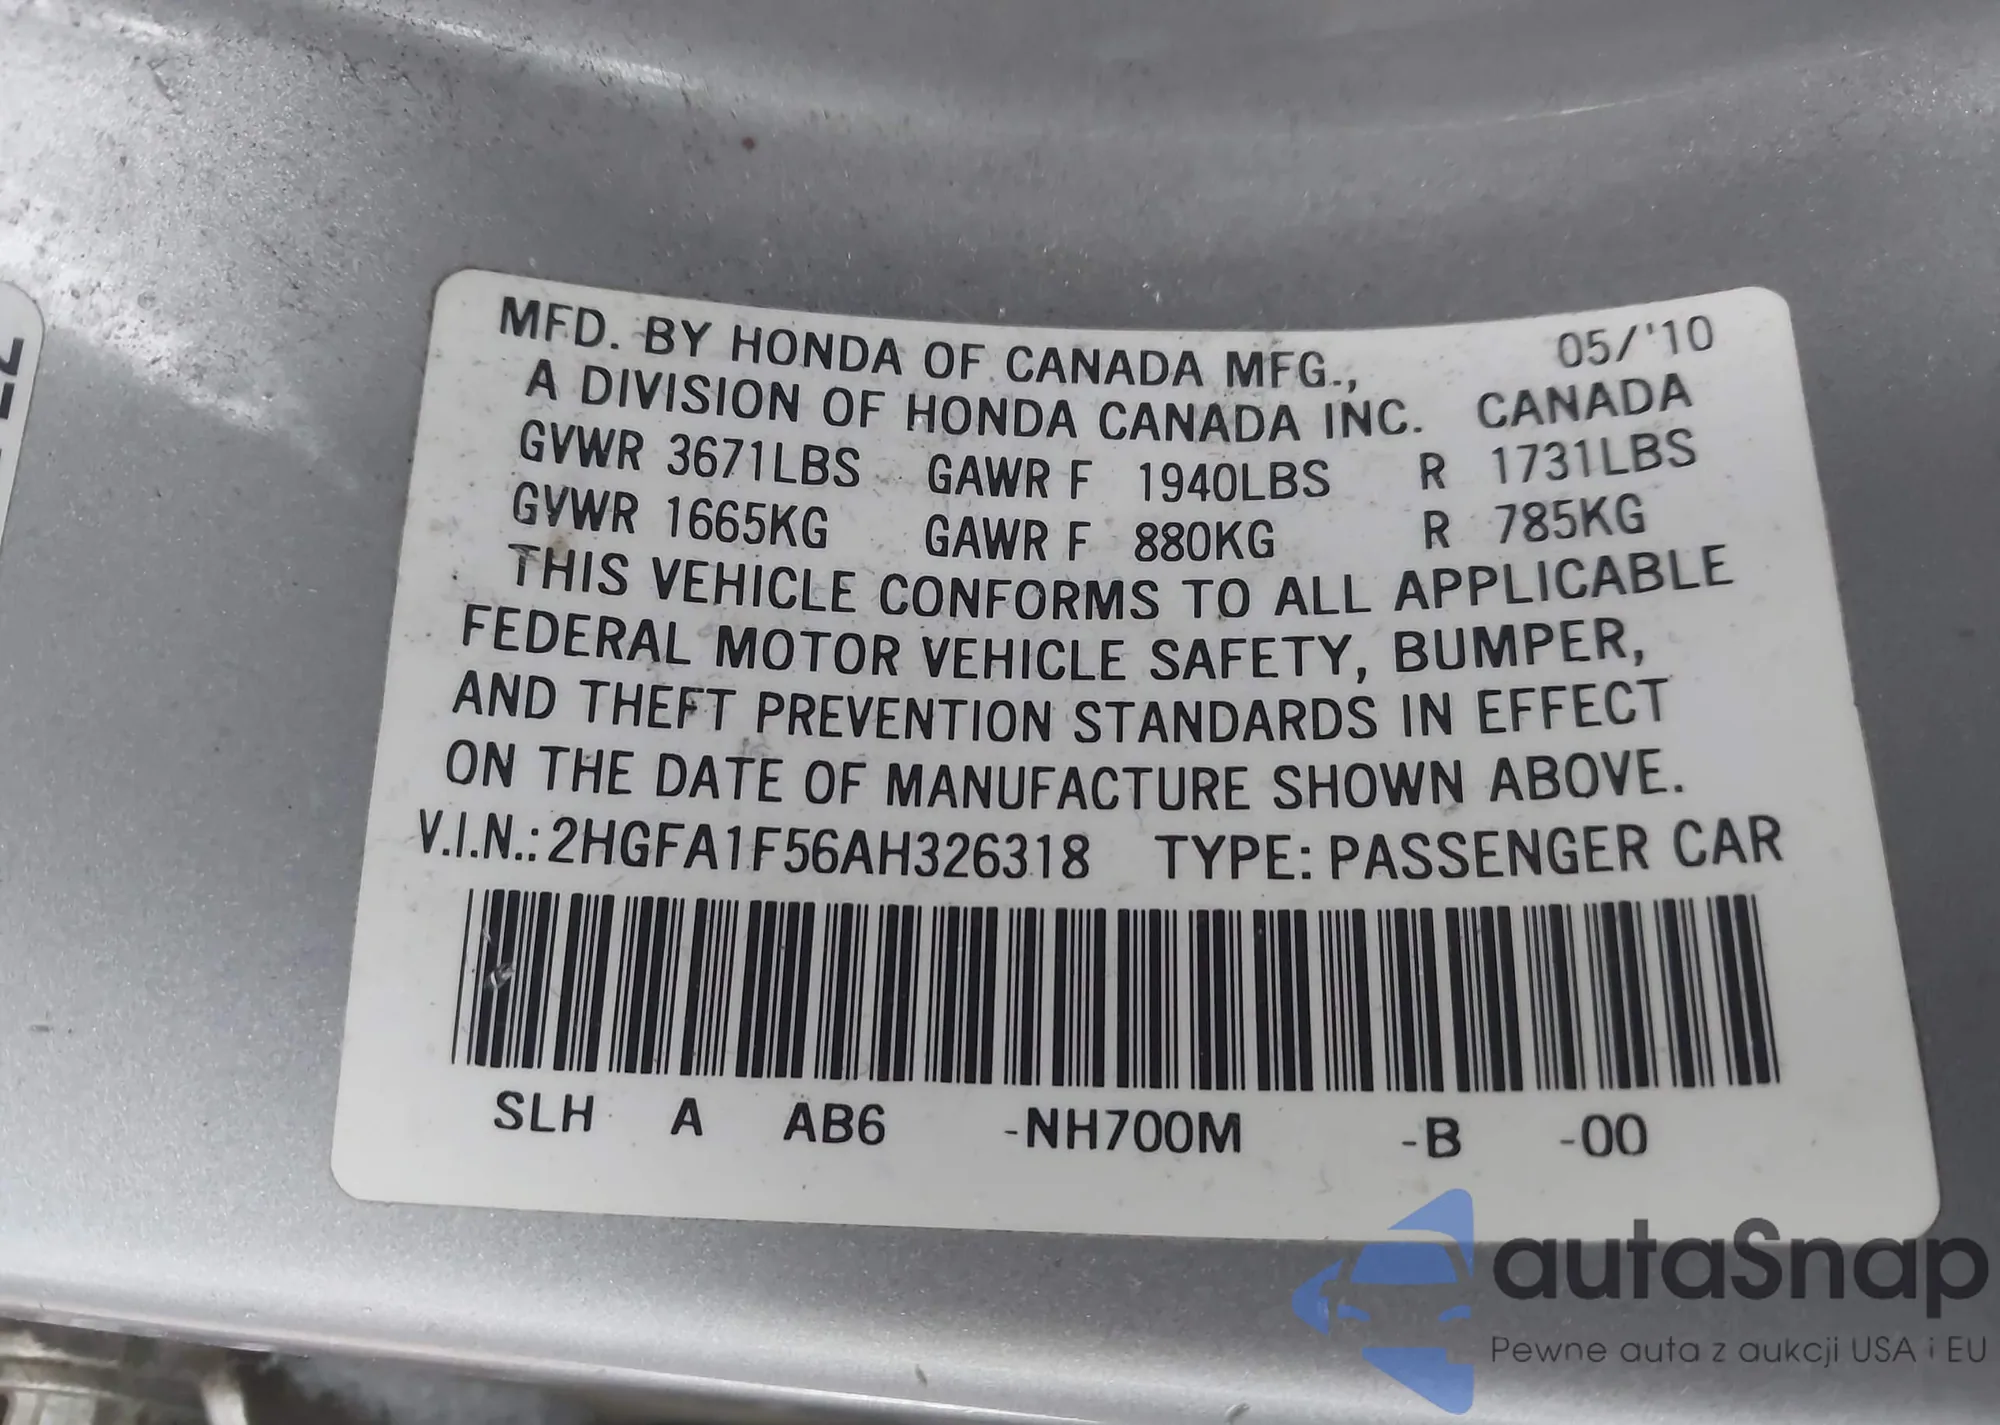 MFD. BY HONDA OF CANADA MFG., 05/'10
A DIVISION OF HONDA CANADA INC. CANADA
GVWR 3671LBS GAWR F 1940LBS R 1731LBS
GVWR 1665KG GAWR F 880KG R 785KG
THIS VEHICLE CONFORMS TO ALL APPLICABLE
FEDERAL MOTOR VEHICLE SAFETY, BUMPER,
AND THEFT PREVENTION STANDARDS IN EFFECT
ON THE DATE OF MANUFACTURE SHOWN ABOVE.
V.I.N.: 2HGFA1F56AH326318 TYPE: PASSENGER CAR
SLH A AB6 -NH700M -B -00
autaSnap
Pewne auta z aukcji USA i EU